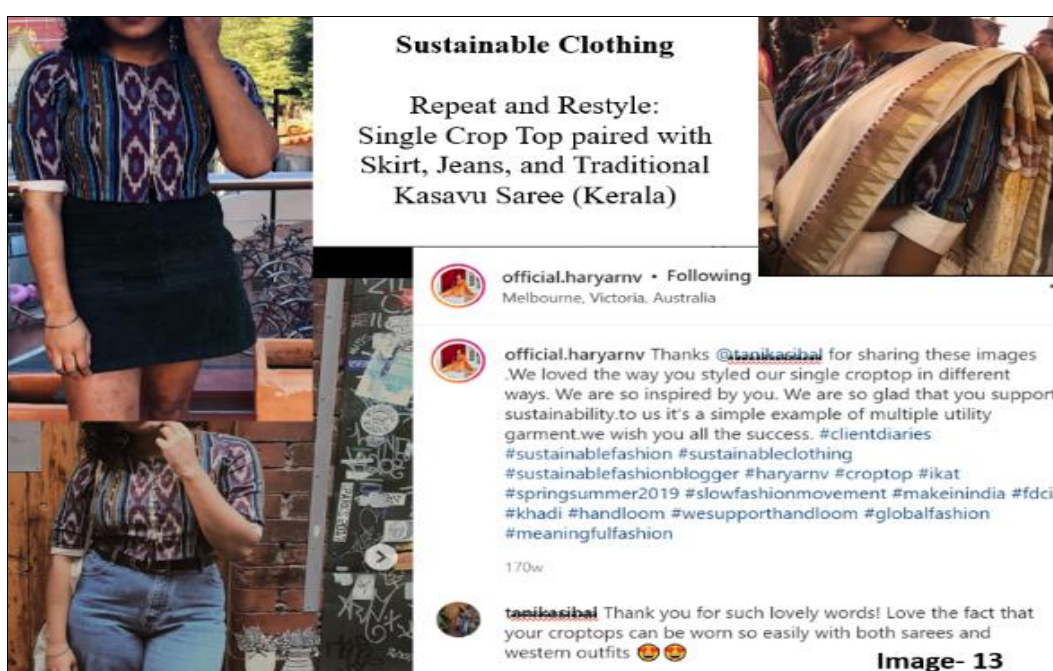 Sustainable Clothing
Repeat and Restyle:
Single Crop Top paired with
Skirt, Jeans, and Traditional
Kasavu Saree (Kerala)
official.haryarnv • Following
Melbourne, Victoria, Australia
official.haryarnv Thanks @tanikasibal for sharing these images
.We loved the way you styled our single croptop in different
ways. We are so inspired by you. We are so glad that you support
sustainability.to us it's a simple example of multiple utility
garment.we wish you all the success. #clientdiaries
#sustainablefashion #sustainableclothing
#sustainablefashionblogger #haryarnv #croptop #ikat
#springsummer2019 #slowfashionmovement #makeinindia #fdci
#khadi #handloom #wesupporthandloom #globalfashion
#meaningfulfashion
170w
tanikasibal Thank you for such lovely words! Love the fact that
your croptops can be worn so easily with both sarees and
western outfits 😍😍
Image- 13